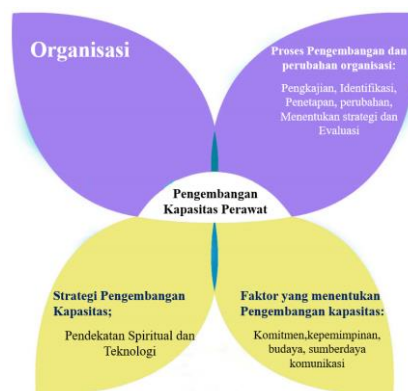 Organisasi
Proses Pengembangan dan
perubahan organisasi:
Pengkajian, Identifikasi,
Penetapan, perubahan,
Menentukan strategi dan
Evaluasi
Pengembangan
Kapasitas Perawat
Strategi Pengembangan
Kapasitas;
Pendekatan Spiritual dan
Teknologi
Faktor yang menentukan
Pengembangan kapasitas:
Komitmen,kepemimpinan,
budaya, sumberdaya
komunikasi